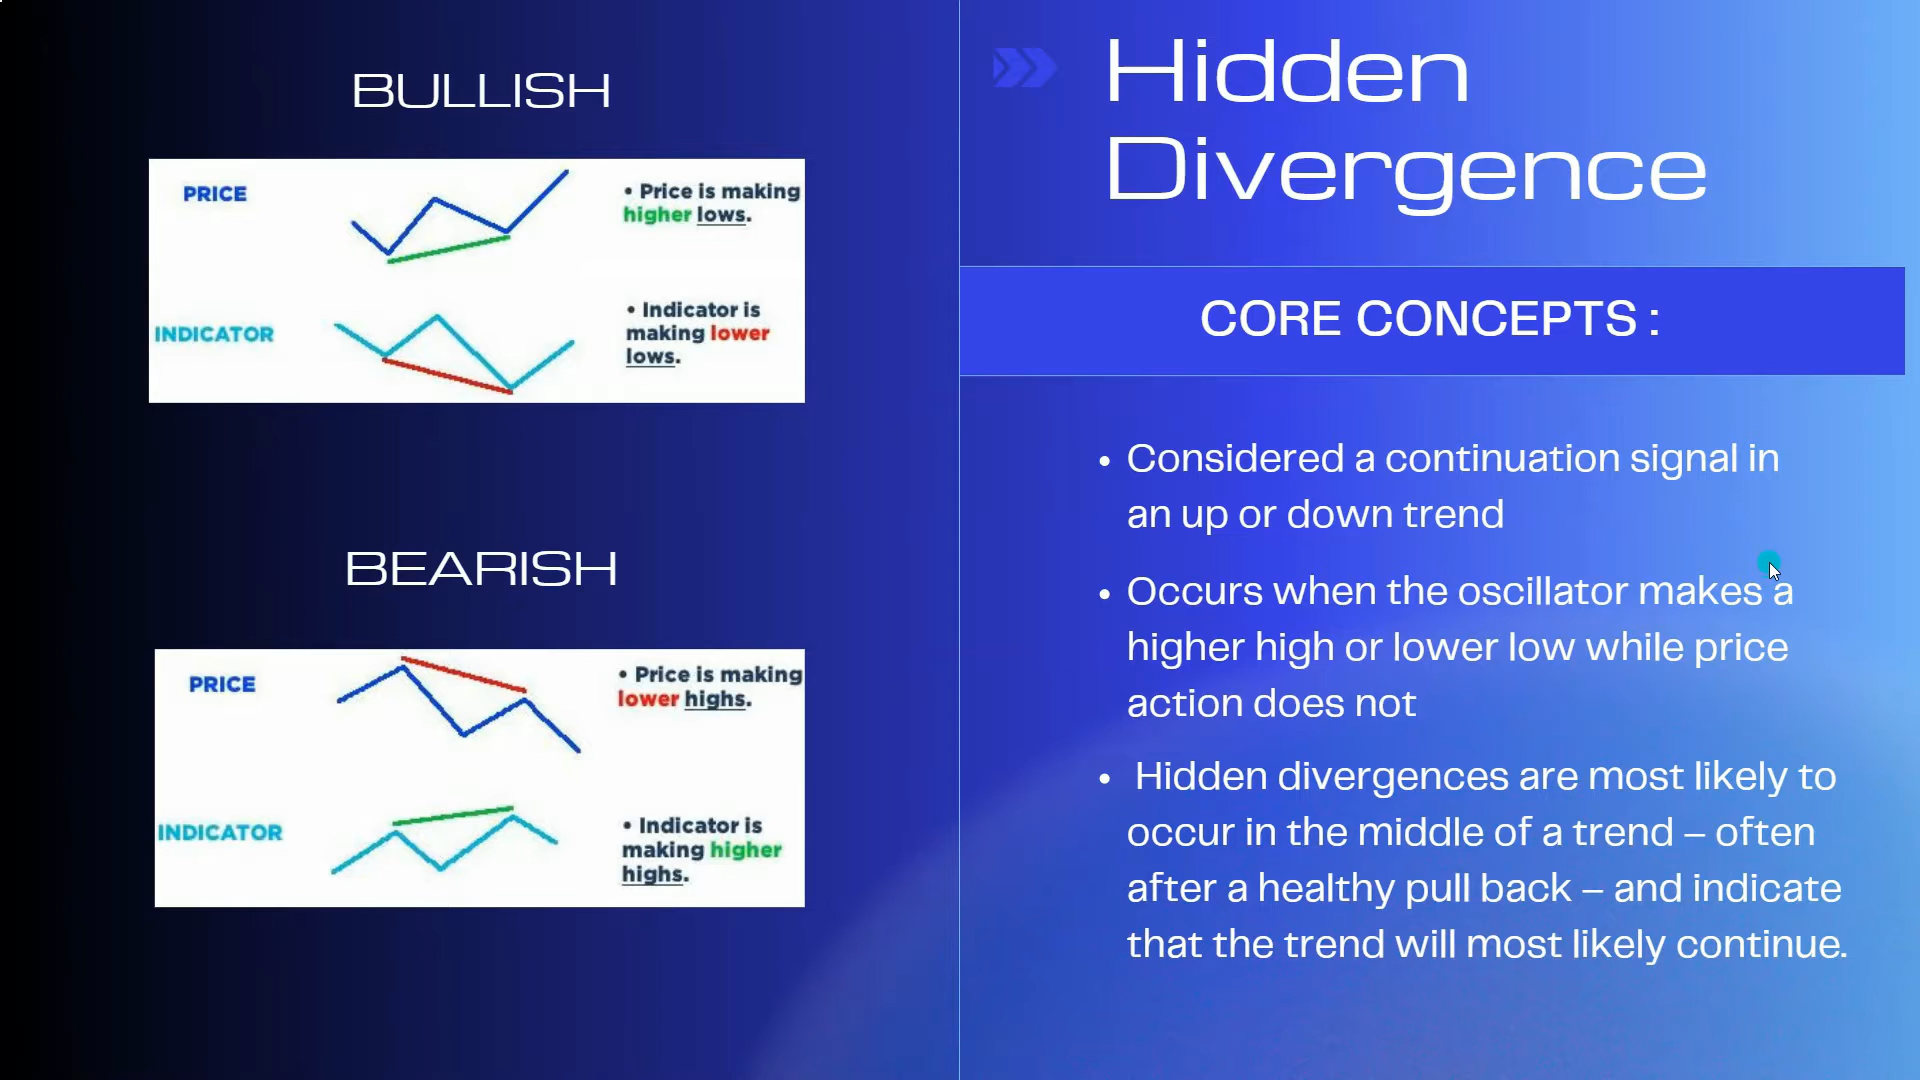 BULLISH
PRICE
• Price is making
higher lows.
INDICATOR
• Indicator is
making lower
lows.
BEARISH
PRICE
• Price is making
lower highs.
INDICATOR
• Indicator is
making higher
highs.
Hidden
Divergence
CORE CONCEPTS :
• Considered a continuation signal in
an up or down trend
• Occurs when the oscillator makes a
higher high or lower low while price
action does not
• Hidden divergences are most likely to
occur in the middle of a trend – often
after a healthy pull back – and indicate
that the trend will most likely continue.